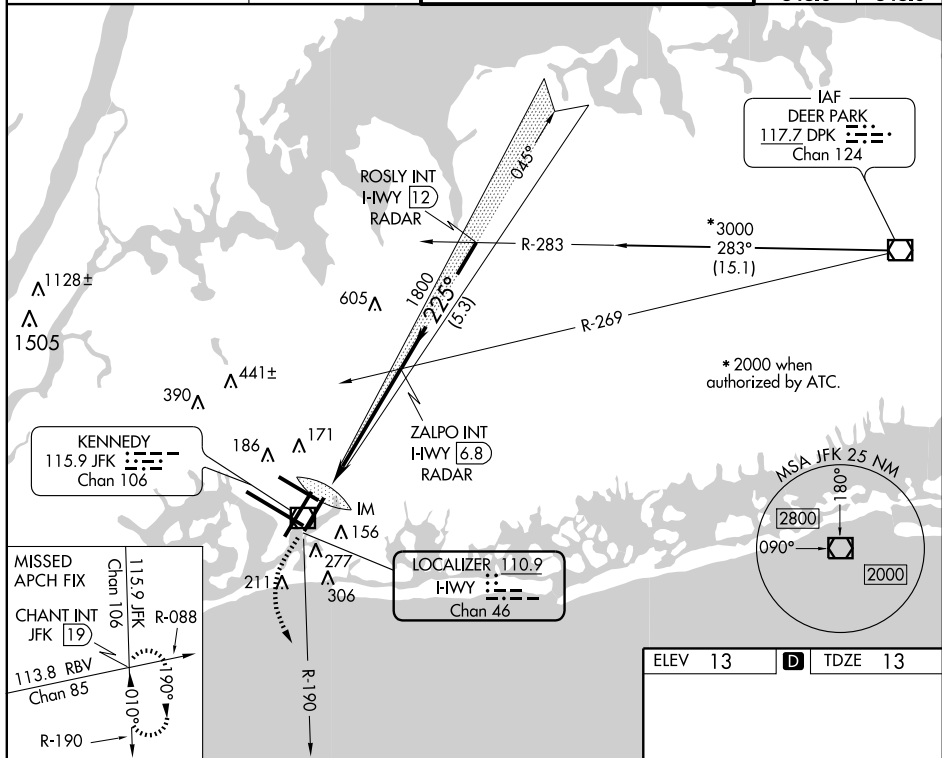 IAF
DEER PARK
117.7 DPK
Chan 124
ROSLY INT
I-IWY 12
RADAR
045°
*3000
283°
(15.1)
R-283
1128±
1505
605
1800
225°
(5.3)
R-269
* 2000 when
authorized by ATC.
441±
390
KENNEDY
115.9 JFK
Chan 106
186
171
ZALPO INT
I-IWY 6.8
RADAR
IM
156
277
211
306
LOCALIZER 110.9
I-IWY
Chan 46
MSA JFK 25 NM
180°
2800
090°
2000
MISSED
APCH FIX
CHANT INT
JFK 19
115.9 JFK
Chan 106
R-088
113.8 RBV
Chan 85
190°
010°
R-190
R-190
ELEV 13 D TDZE 13